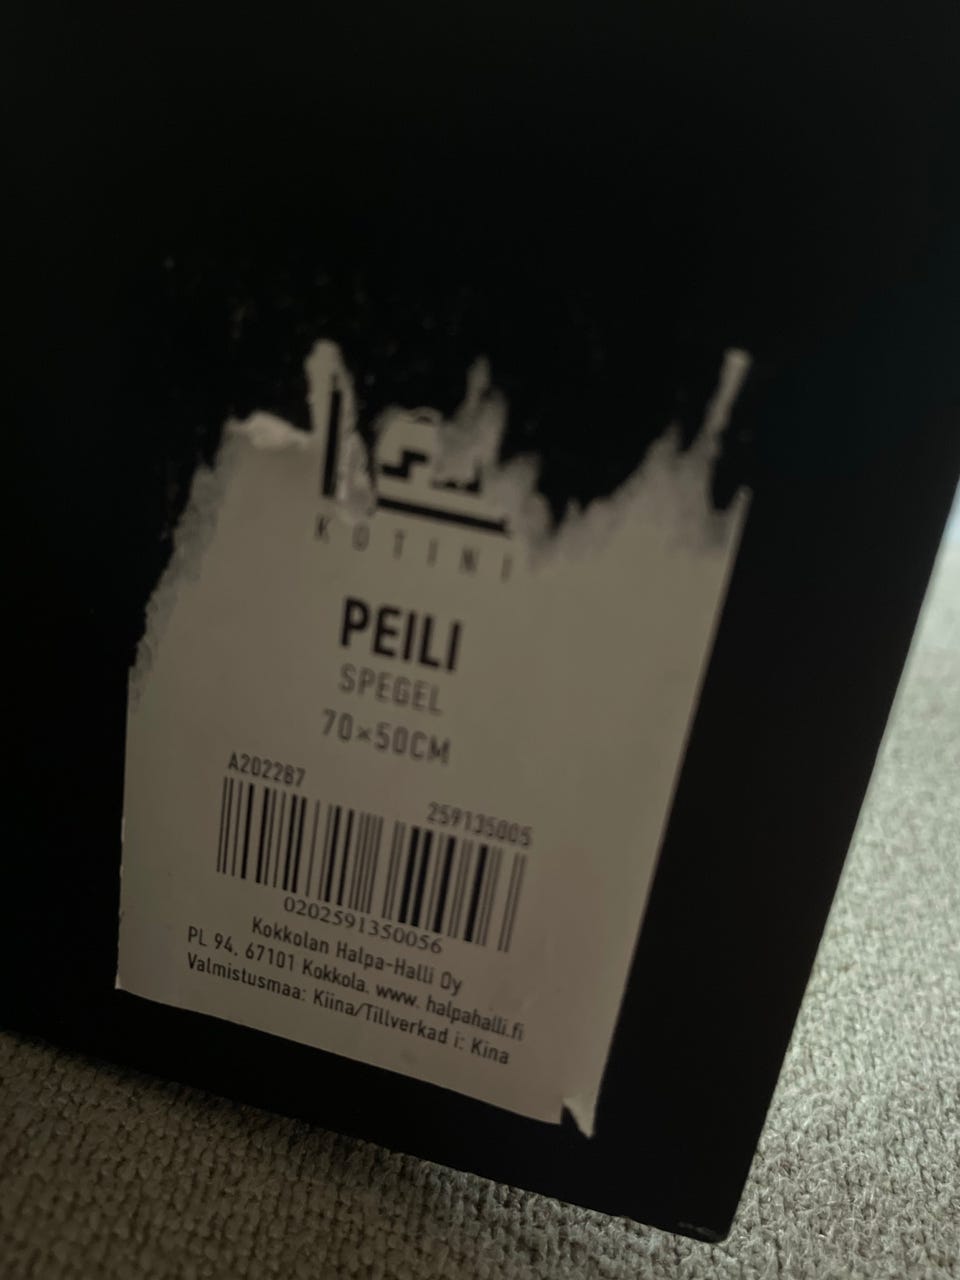 KOTINI
PEILI
SPEGEL
70×50CM
A202287
259135005
0202591350056
Kokkolan Halpa-Halli Oy
PL 94, 67101 Kokkola, www. halpahalli.fi
Valmistusmaa: Kiina/Tillverkad i: Kina